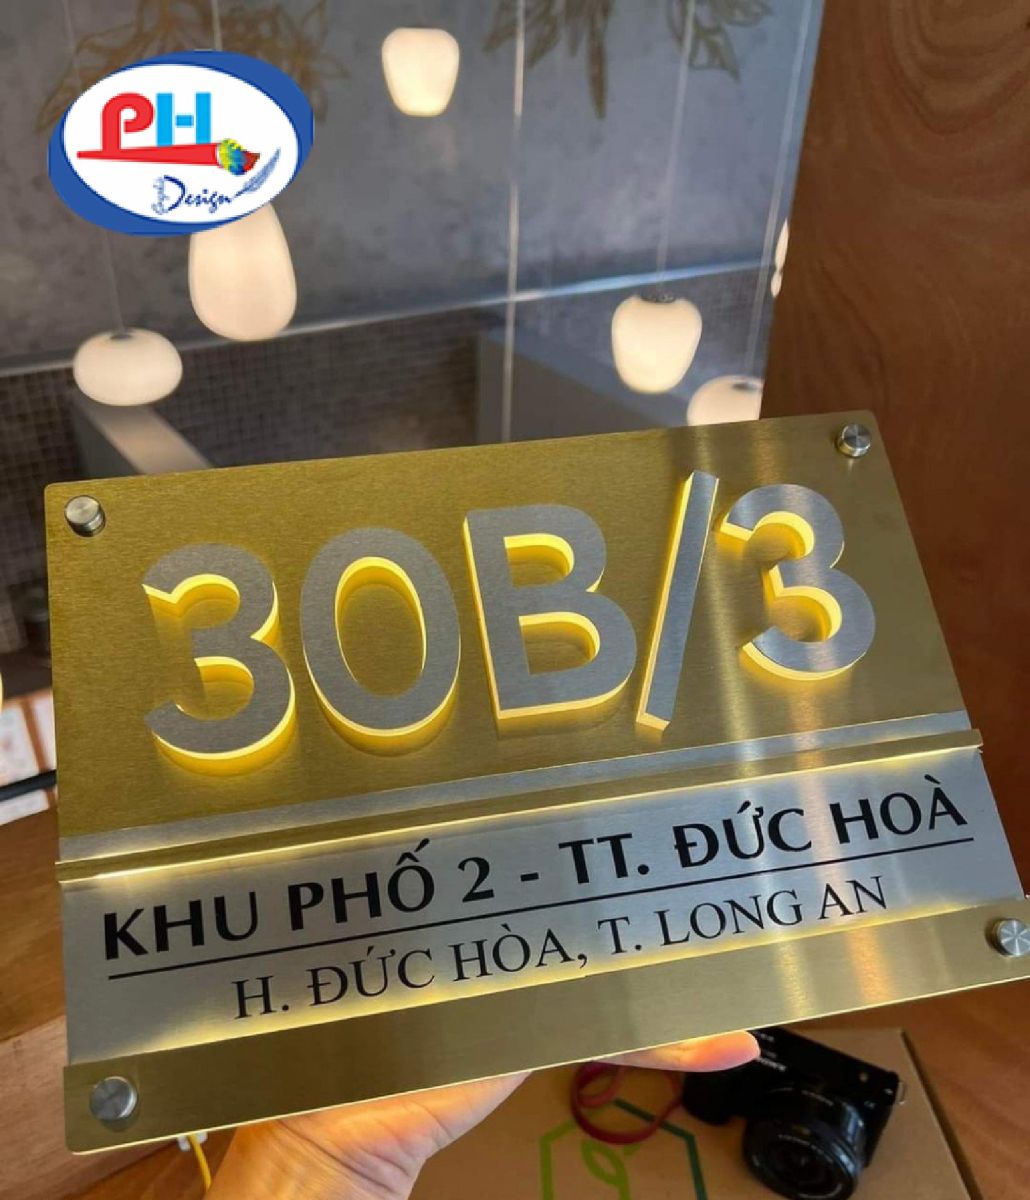 PH
Design
30B/3
KHU PHỐ 2 - TT. ĐỨC HOÀ
H. ĐỨC HÒA, T. LONG AN